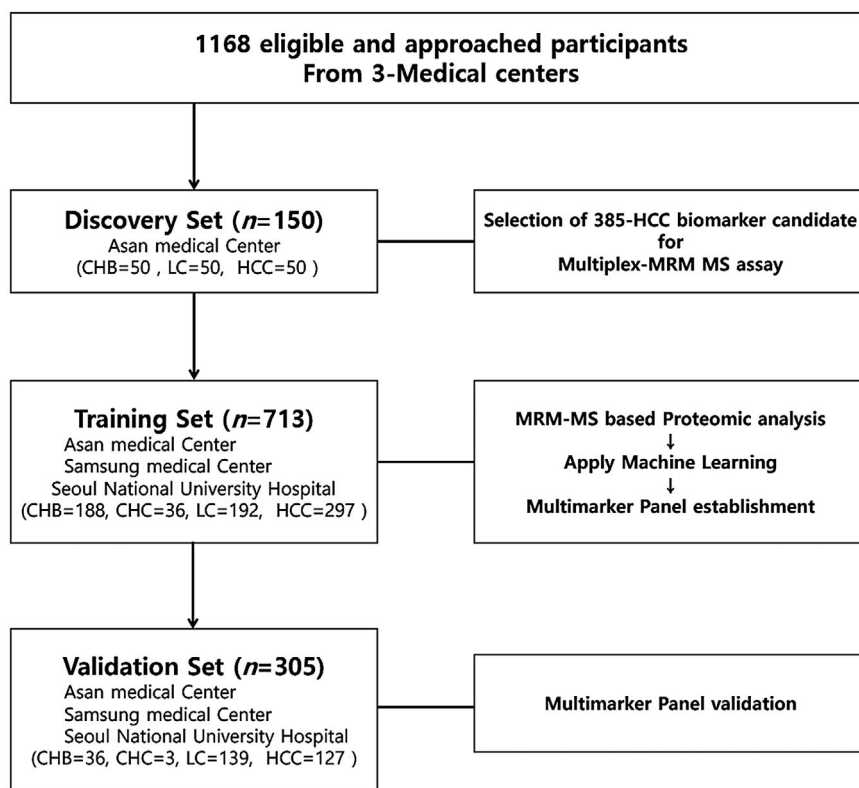 1168 eligible and approached participants
From 3-Medical centers
Discovery Set (n=150)
Asan medical Center
(CHB=50 , LC=50, HCC=50 )
Selection of 385-HCC biomarker candidate
for
Multiplex-MRM MS assay
Training Set (n=713)
Asan medical Center
Samsung medical Center
Seoul National University Hospital
(CHB=188, CHC=36, LC=192, HCC=297 )
MRM-MS based Proteomic analysis
↓
Apply Machine Learning
↓
Multimarker Panel establishment
Validation Set (n=305)
Asan medical Center
Samsung medical Center
Seoul National University Hospital
(CHB=36, CHC=3, LC=139, HCC=127 )
Multimarker Panel validation